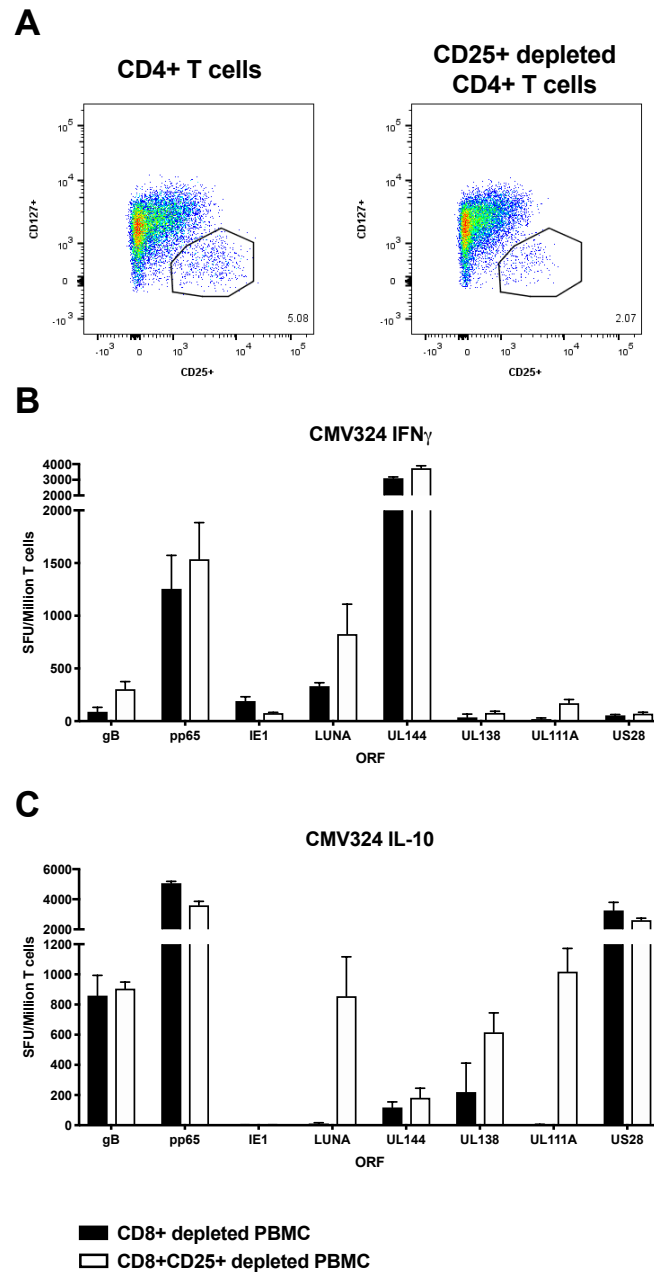 A
CD4+ T cells
CD25+ depleted
CD4+ T cells
10^5
10^4
10^3
0
-10^3
CD127+
5.08
-10^3 0 10^3 10^4 10^5
CD25+
10^5
10^4
10^3
0
-10^3
CD127+
2.07
-10^3 0 10^3 10^4 10^5
CD25+
B
CMV324 IFNγ
4000
3000
2000
2000
1500
1000
500
0
SFU/Million T cells
gB pp65 IE1 LUNA UL144 UL138 UL111A US28
ORF
C
CMV324 IL-10
6000
4000
2000
1200
1000
800
600
400
200
0
SFU/Million T cells
gB pp65 IE1 LUNA UL144 UL138 UL111A US28
ORF
CD8+ depleted PBMC
CD8+CD25+ depleted PBMC